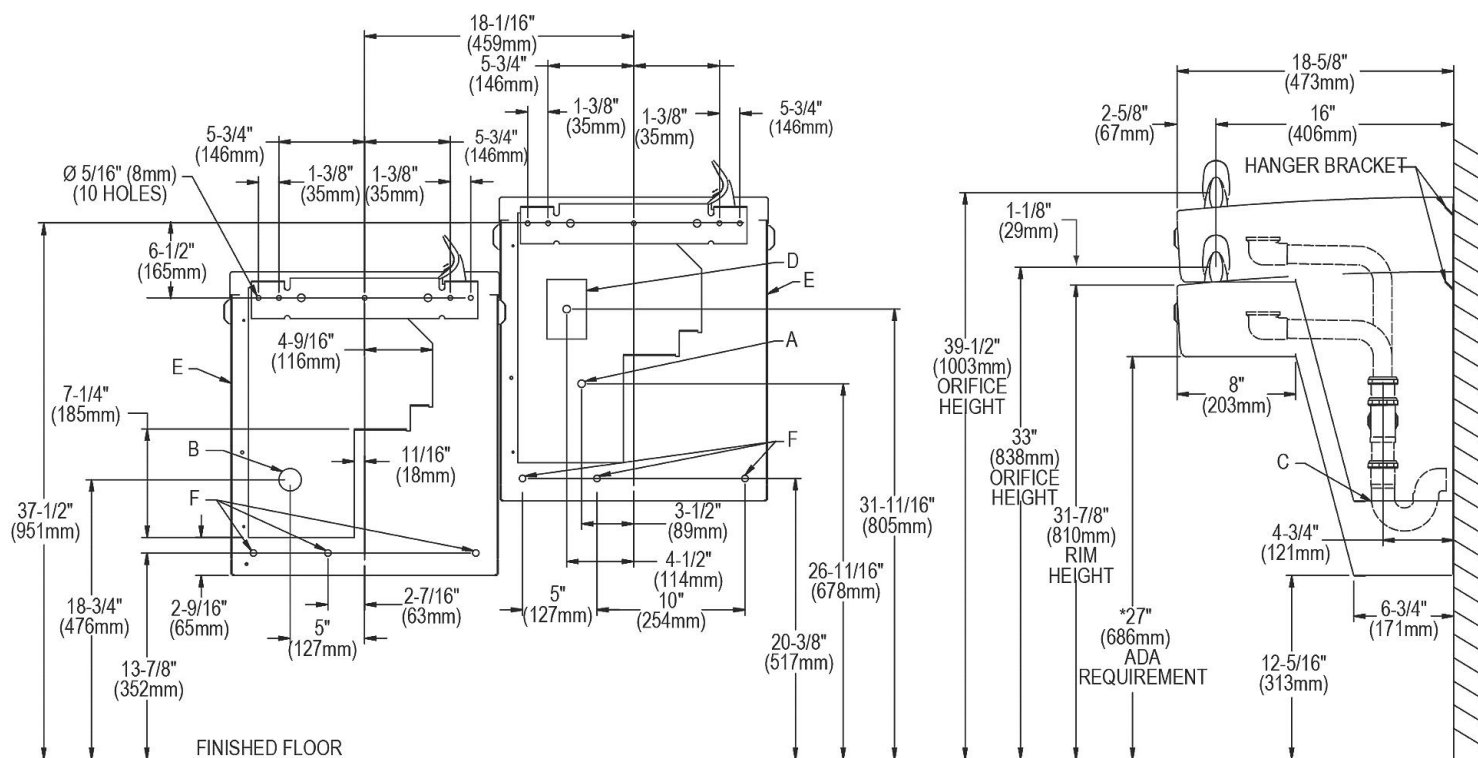 18-1/16"
(459mm)
5-3/4"
(146mm)
1-3/8"
(35mm)
1-3/8"
(35mm)
5-3/4"
(146mm)
5-3/4"
(146mm)
1-3/8"
(35mm)
1-3/8"
(35mm)
5-3/4"
(146mm)
Ø 5/16" (8mm)
(10 HOLES)
6-1/2"
(165mm)
D
E
A
4-9/16"
(116mm)
E
7-1/4"
(185mm)
B
11/16"
(18mm)
F
F
37-1/2"
(951mm)
3-1/2"
(89mm)
31-11/16"
(805mm)
4-1/2"
(114mm)
26-11/16"
(678mm)
18-3/4"
(476mm)
2-9/16"
(65mm)
5"
(127mm)
2-7/16"
(63mm)
5"
(127mm)
10"
(254mm)
20-3/8"
(517mm)
13-7/8"
(352mm)
FINISHED FLOOR
18-5/8"
(473mm)
2-5/8"
(67mm)
16"
(406mm)
HANGER BRACKET
1-1/8"
(29mm)
39-1/2"
(1003mm)
ORIFICE
HEIGHT
8"
(203mm)
33"
(838mm)
ORIFICE
HEIGHT
C
31-7/8"
(810mm)
RIM
HEIGHT
4-3/4"
(121mm)
*27"
(686mm)
ADA
REQUIREMENT
6-3/4"
(171mm)
12-5/16"
(313mm)